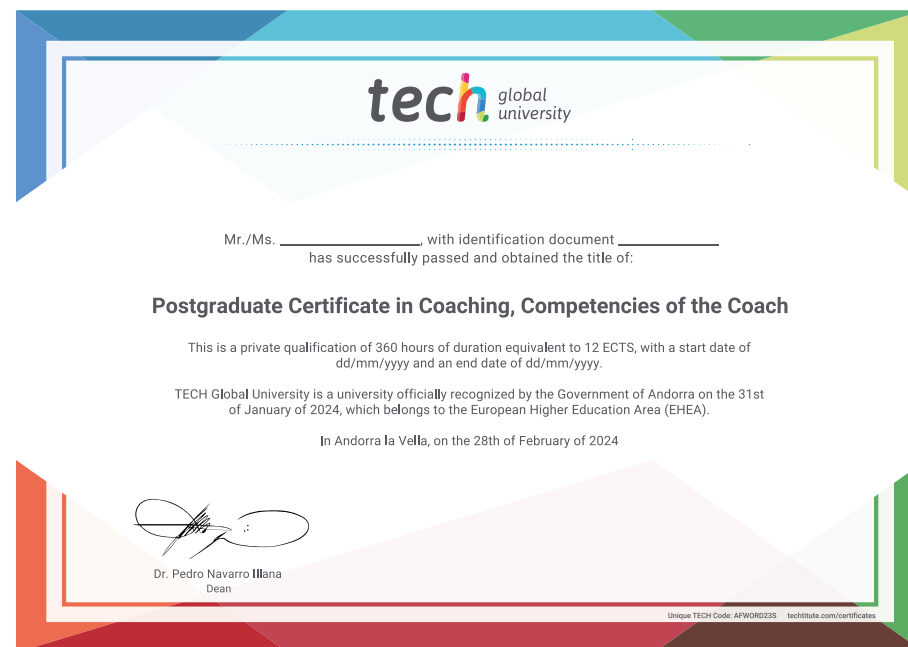 tech global
university
Mr./Ms. ____________, with identification document ____________
has successfully passed and obtained the title of:
Postgraduate Certificate in Coaching, Competencies of the Coach
This is a private qualification of 360 hours of duration equivalent to 12 ECTS, with a start date of
dd/mm/yyyy and an end date of dd/mm/yyyy.
TECH Global University is a university officially recognized by the Government of Andorra on the 31st
of January of 2024, which belongs to the European Higher Education Area (EHEA).
In Andorra la Vella, on the 28th of February of 2024
Dr. Pedro Navarro Illana
Dean
Unique TECH Code: AFWORD23S techtitute.com/certificates